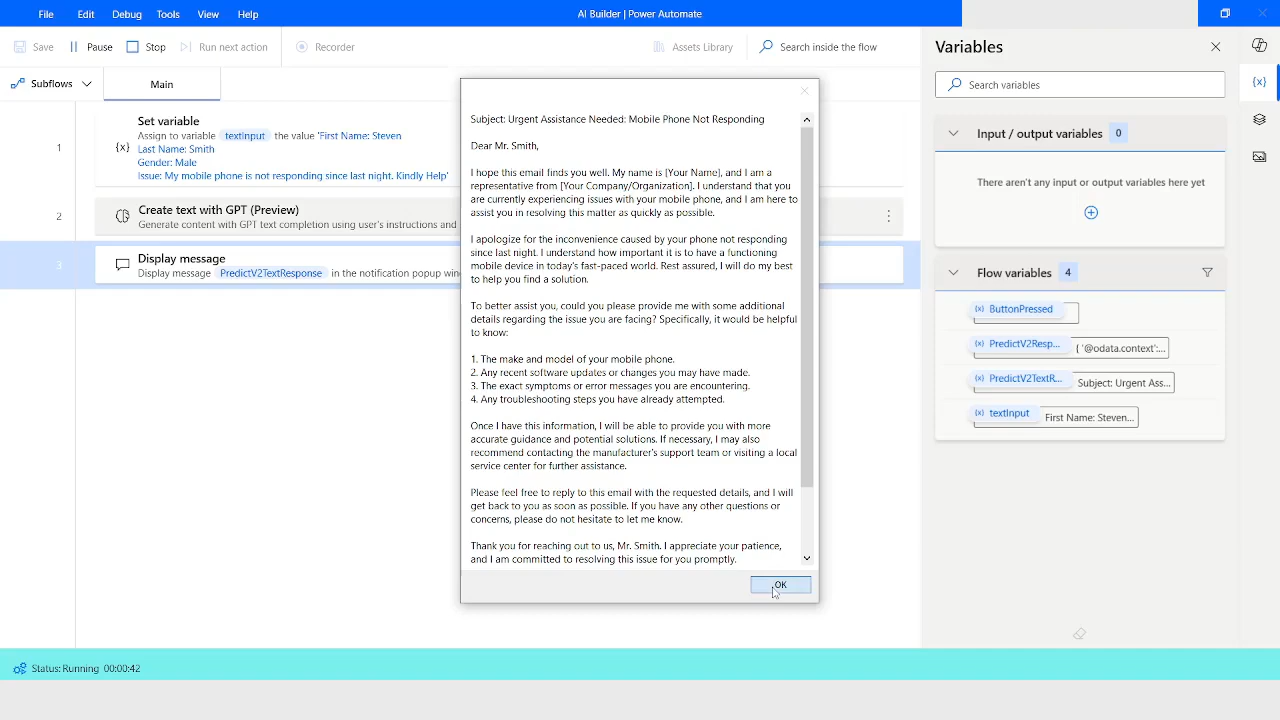 File Edit Debug Tools View Help
AI Builder | Power Automate
Save Pause Stop Run next action Recorder Assets Library Search inside the flow
Subflows Main
1
Set variable
{x} Assign to variable textInput the value 'First Name: Steven
Last Name: Smith
Gender: Male
Issue: My mobile phone is not responding since last night. Kindly Help'
2
Create text with GPT (Preview)
Generate content with GPT text completion using user's instructions and
3
Display message
Display message PredictV2TextResponse in the notification popup win
Subject: Urgent Assistance Needed: Mobile Phone Not Responding
Dear Mr. Smith,
I hope this email finds you well. My name is [Your Name], and I am a
representative from [Your Company/Organization]. I understand that you
are currently experiencing issues with your mobile phone, and I am here to
assist you in resolving this matter as quickly as possible.
I apologize for the inconvenience caused by your phone not responding
since last night. I understand how important it is to have a functioning
mobile device in today's fast-paced world. Rest assured, I will do my best
to help you find a solution.
To better assist you, could you please provide me with some additional
details regarding the issue you are facing? Specifically, it would be helpful
to know:
1. The make and model of your mobile phone.
2. Any recent software updates or changes you may have made.
3. The exact symptoms or error messages you are encountering.
4. Any troubleshooting steps you have already attempted.
Once I have this information, I will be able to provide you with more
accurate guidance and potential solutions. If necessary, I may also
recommend contacting the manufacturer's support team or visiting a local
service center for further assistance.
Please feel free to reply to this email with the requested details, and I will
get back to you as soon as possible. If you have any other questions or
concerns, please do not hesitate to let me know.
Thank you for reaching out to us, Mr. Smith. I appreciate your patience,
and I am committed to resolving this issue for you promptly.
OK
Variables
Search variables
{x}
Input / output variables 0
There aren't any input or output variables here yet
Flow variables 4
(x) ButtonPressed
(x) PredictV2Resp... { '@odata.context':...
(x) PredictV2TextR... Subject: Urgent Ass...
(x) textInput First Name: Steven...
Status: Running 00:00:42